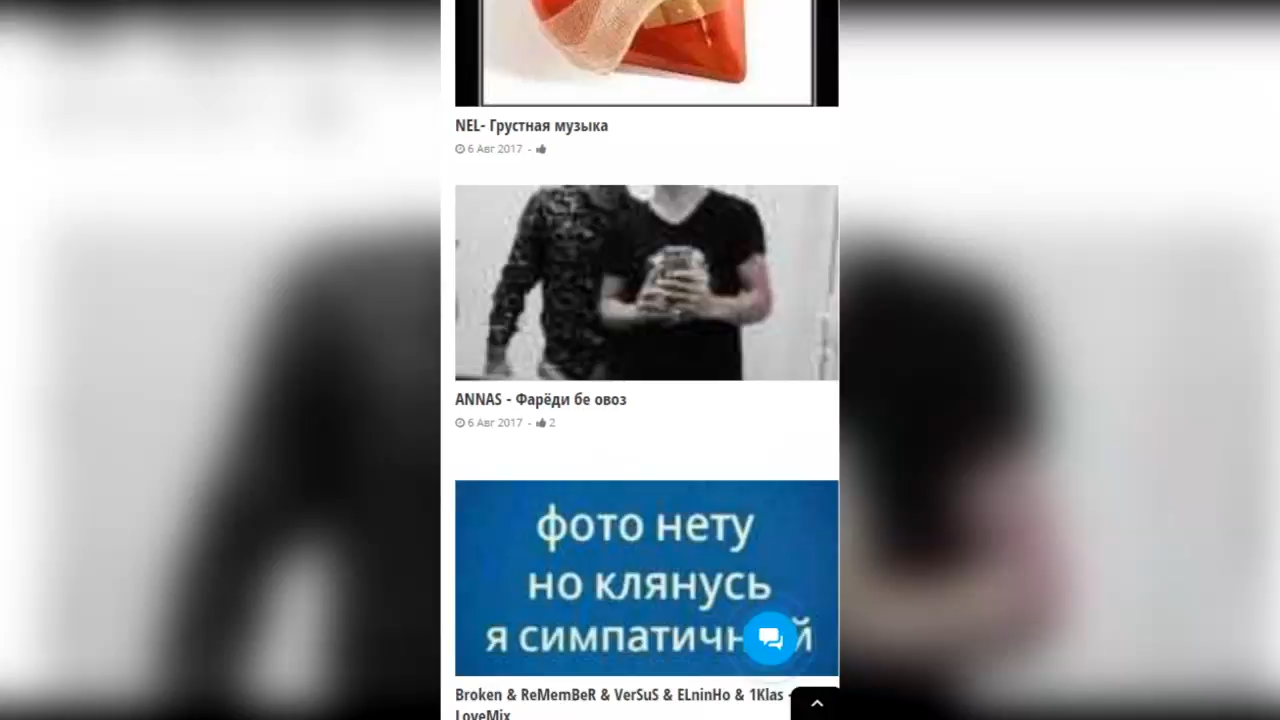 NEL- Грустная музыка
6 Авг 2017 -
ANNAS - Фарёди бе овоз
6 Авг 2017 - 2
фото нету
но клянусь
я симпатичн й
Broken & ReMemBeR & VerSuS & ELninHo & 1Klas -
LoveMix